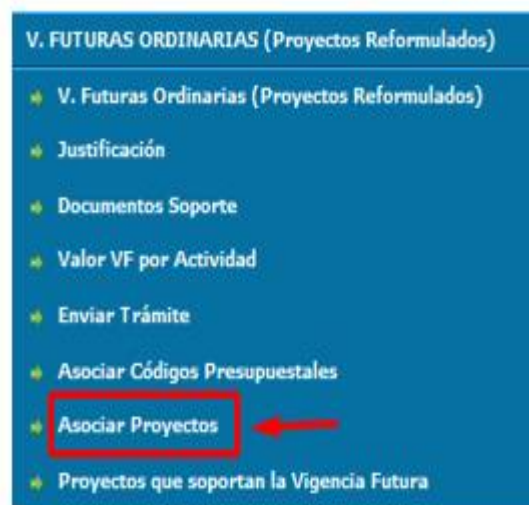 V. FUTURAS ORDINARIAS (Proyectos Reformulados)
V. Futuras Ordinarias (Proyectos Reformulados)
Justificación
Documentos Soporte
Valor VF por Actividad
Enviar Trámite
Asociar Códigos Presupuestales
Asociar Proyectos
Proyectos que soportan la Vigencia Futura